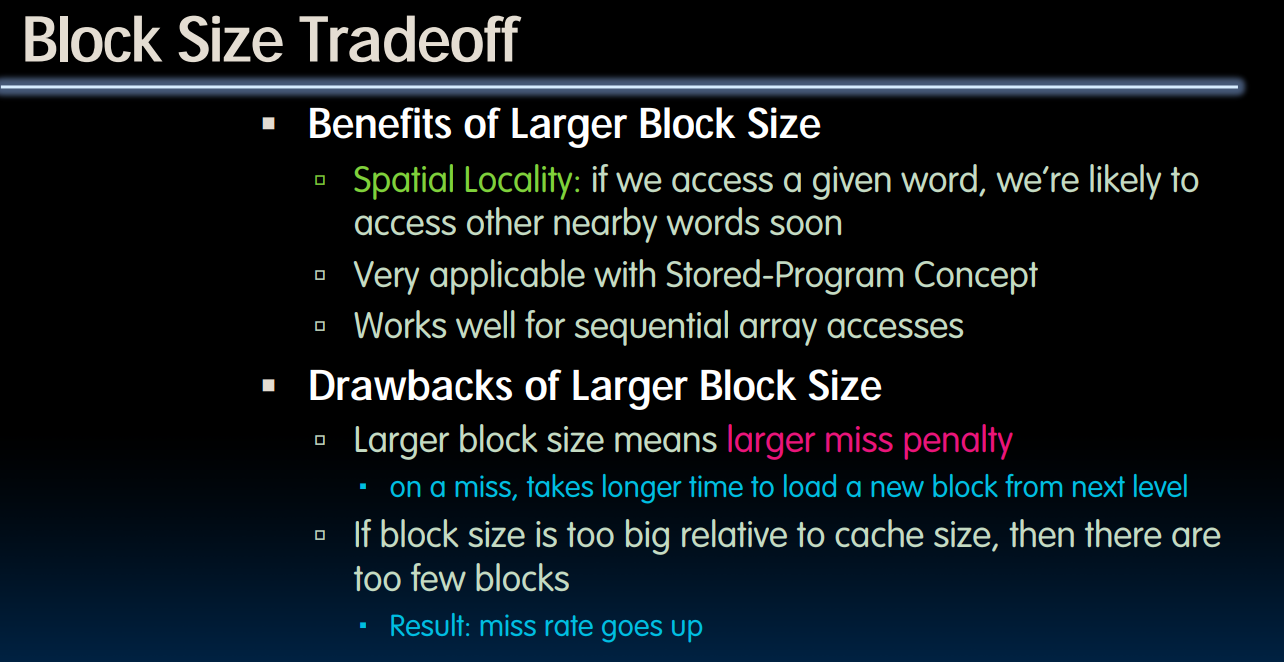 Block Size Tradeoff
Benefits of Larger Block Size
Spatial Locality: if we access a given word, we’re likely to
access other nearby words soon
Very applicable with Stored-Program Concept
Works well for sequential array accesses
Drawbacks of Larger Block Size
Larger block size means larger miss penalty
on a miss, takes longer time to load a new block from next level
If block size is too big relative to cache size, then there are
too few blocks
Result: miss rate goes up